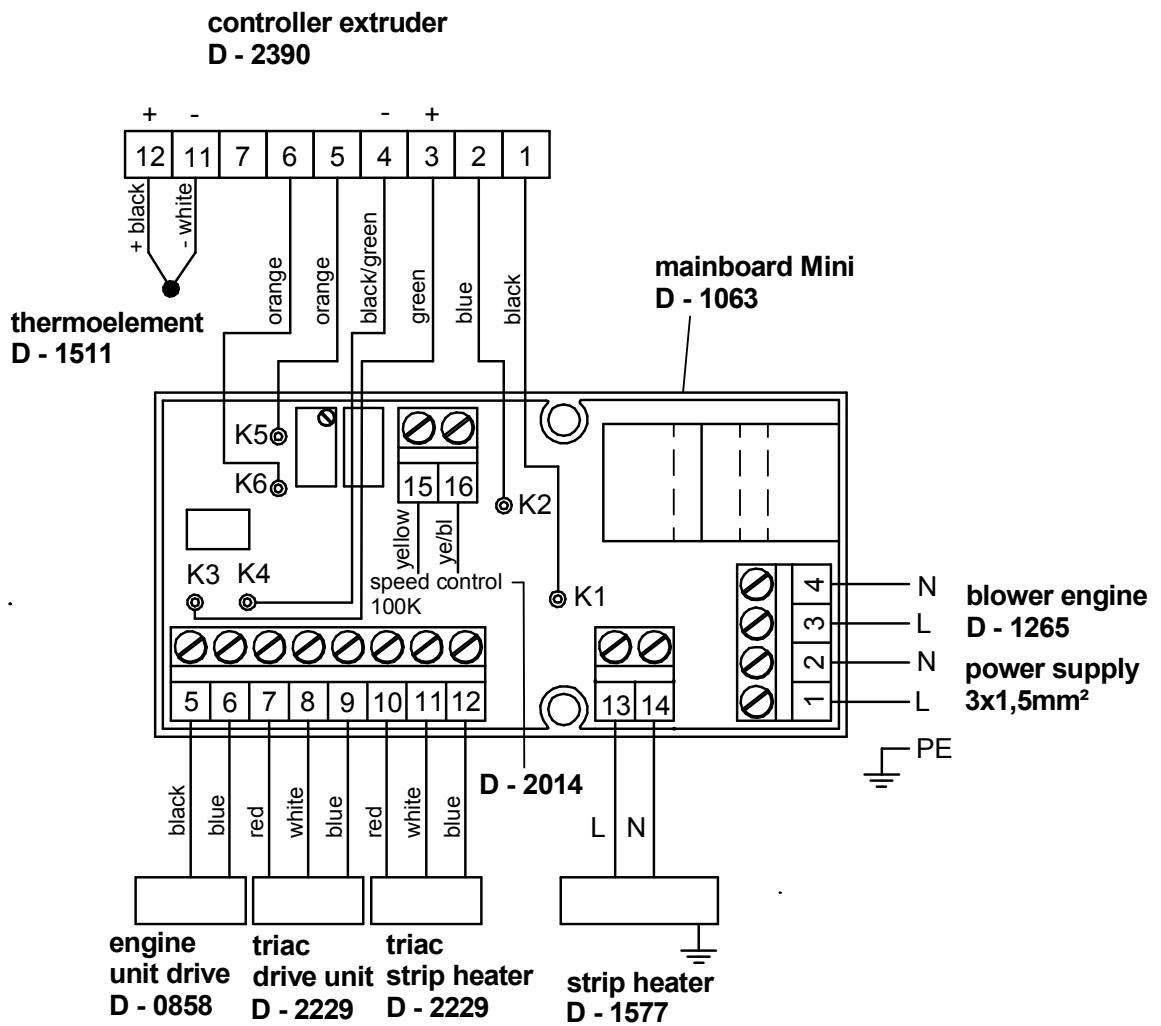 controller extruder
D - 2390
+ - - +
12 11 7 6 5 4 3 2 1
+ black
- white
orange
orange
black/green
green
blue
black
thermoelement
D - 1511
mainboard Mini
D - 1063
K5
K6
15 16
K2
yellow
ye/bl
K3 K4
speed control
100K
K1
4 N
3 L
2 N
1 L
blower engine
D - 1265
power supply
3x1,5mm²
PE
5 6 7 8 9 10 11 12
13 14
D - 2014
black
blue
red
white
blue
red
white
blue
L N
engine
unit drive
D - 0858
triac
drive unit
D - 2229
triac
strip heater
D - 2229
strip heater
D - 1577